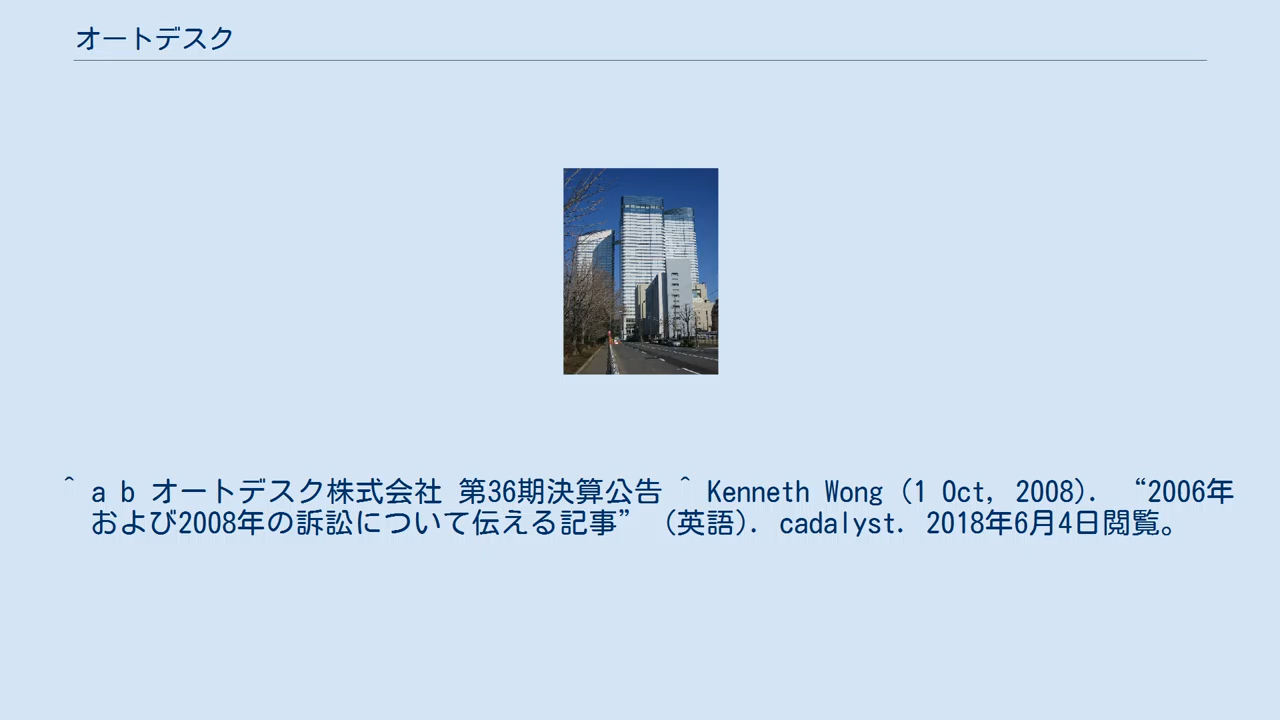 オートデスク
^ a b オートデスク株式会社 第36期決算公告 ^ Kenneth Wong (1 Oct, 2008). “2006年
および2008年の訴訟について伝える記事” (英語). cadalyst. 2018年6月4日閲覧。